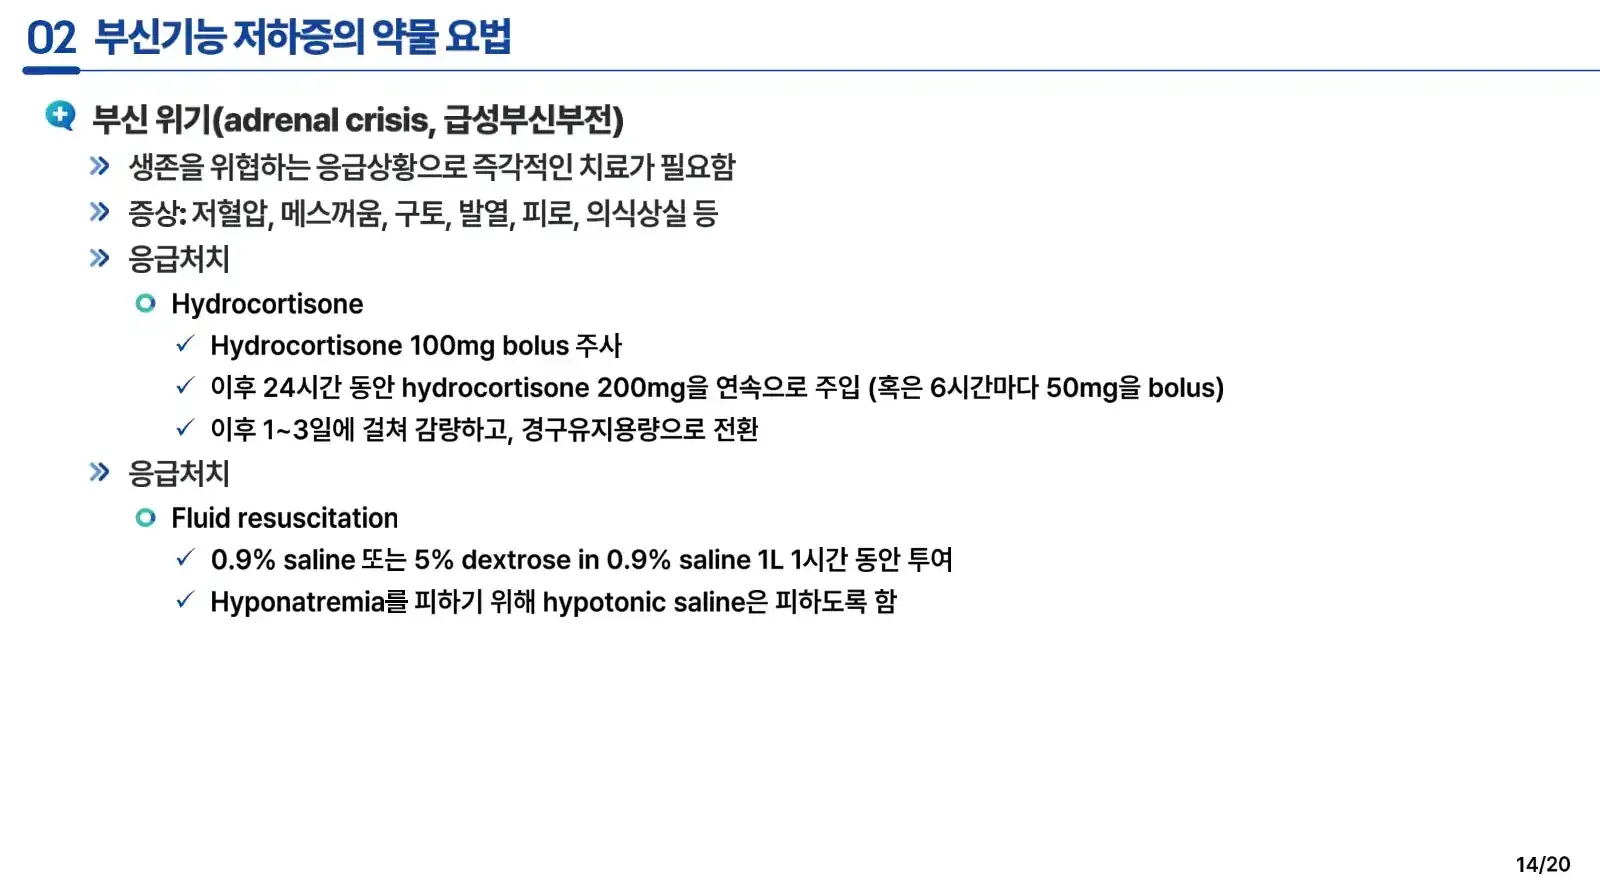 02 부신기능 저하증의 약물 요법
부신 위기(adrenal crisis, 급성부신부전)
생존을 위협하는 응급상황으로 즉각적인 치료가 필요함
증상: 저혈압, 메스꺼움, 구토, 발열, 피로, 의식상실 등
응급처치
Hydrocortisone
Hydrocortisone 100mg bolus 주사
이후 24시간 동안 hydrocortisone 200mg을 연속으로 주입 (혹은 6시간마다 50mg을 bolus)
이후 1~3일에 걸쳐 감량하고, 경구유지용량으로 전환
응급처치
Fluid resuscitation
0.9% saline 또는 5% dextrose in 0.9% saline 1L 1시간 동안 투여
Hyponatremia를 피하기 위해 hypotonic saline은 피하도록 함
14/20